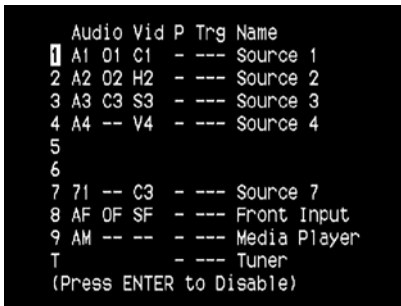 Audio Vid P Trg Name
1 A1 O1 C1 - --- Source 1
2 A2 O2 H2 - --- Source 2
3 A3 C3 S3 - --- Source 3
4 A4 -- V4 - --- Source 4
5
6
7 71 -- C3 - --- Source 7
8 AF OF SF - --- Front Input
9 AM -- -- - --- Media Player
T - --- Tuner
(Press ENTER to Disable)